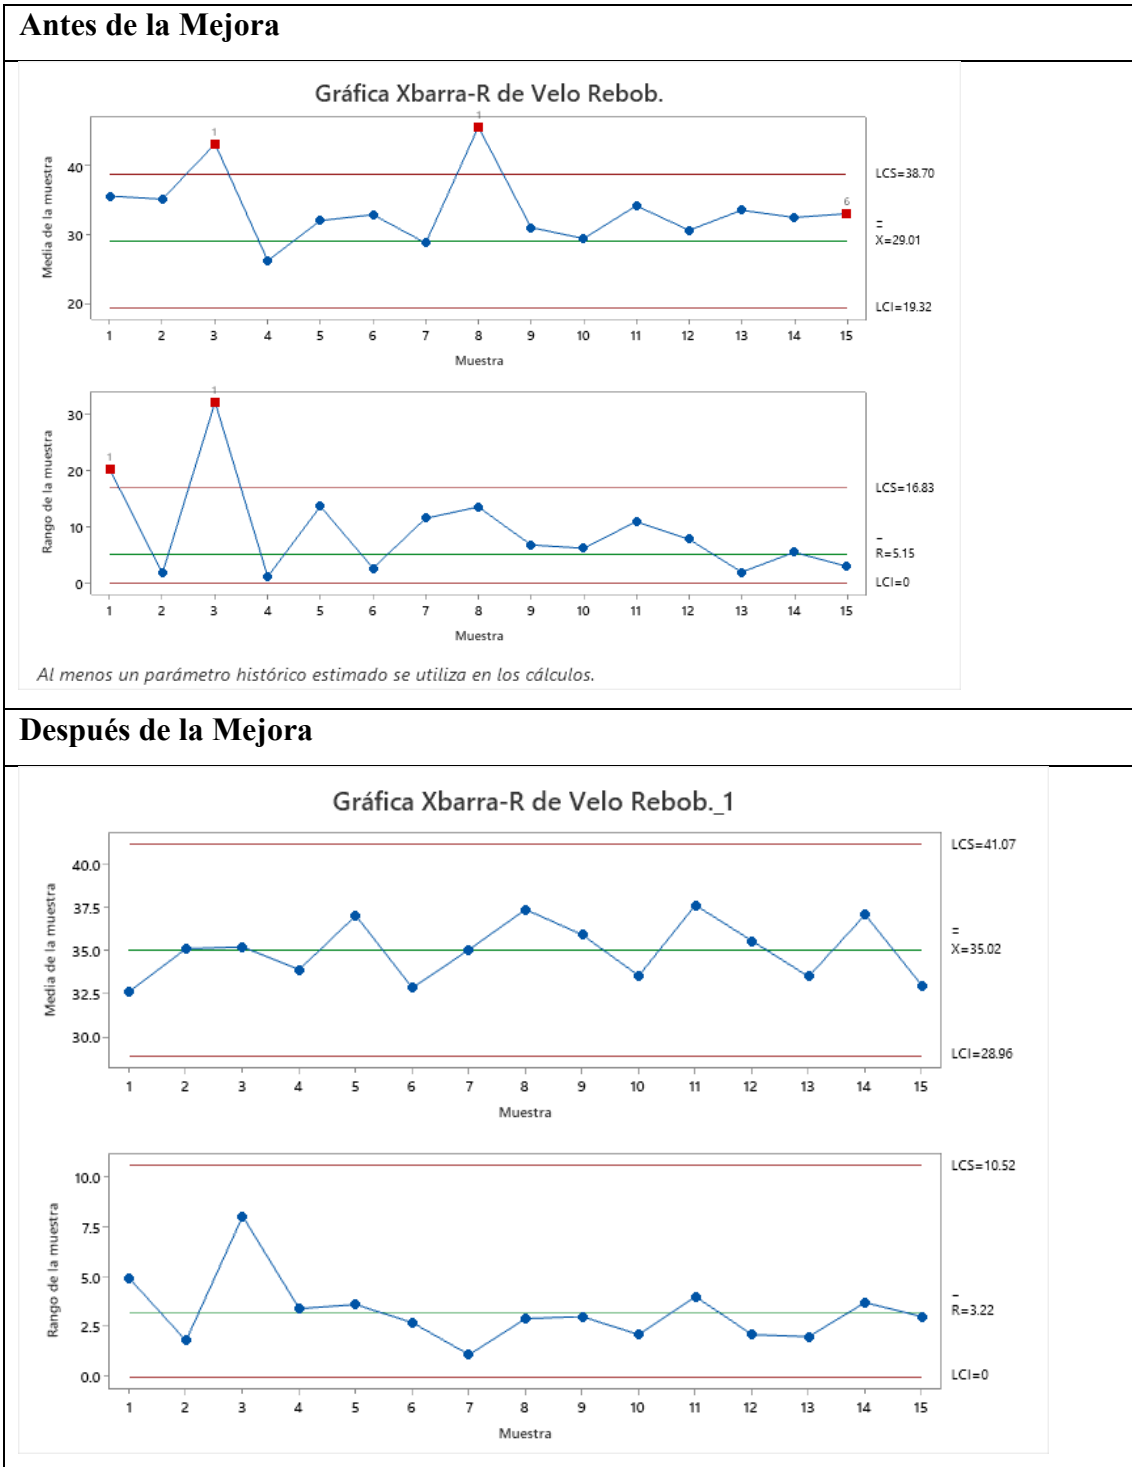 Antes de la Mejora
Gráfica Xbarra-R de Velo Rebob.
Media de la muestra
40
30
20
1
1
6
LCS=38.70
=
X=29.01
LCI=19.32
1 2 3 4 5 6 7 8 9 10 11 12 13 14 15
Muestra
Rango de la muestra
30
20
10
0
1
1
LCS=16.83
_
R=5.15
LCI=0
1 2 3 4 5 6 7 8 9 10 11 12 13 14 15
Muestra
Al menos un parámetro histórico estimado se utiliza en los cálculos.
Después de la Mejora
Gráfica Xbarra-R de Velo Rebob._1
Media de la muestra
40.0
37.5
35.0
32.5
30.0
LCS=41.07
=
X=35.02
LCI=28.96
1 2 3 4 5 6 7 8 9 10 11 12 13 14 15
Muestra
Rango de la muestra
10.0
7.5
5.0
2.5
0.0
LCS=10.52
_
R=3.22
LCI=0
1 2 3 4 5 6 7 8 9 10 11 12 13 14 15
Muestra